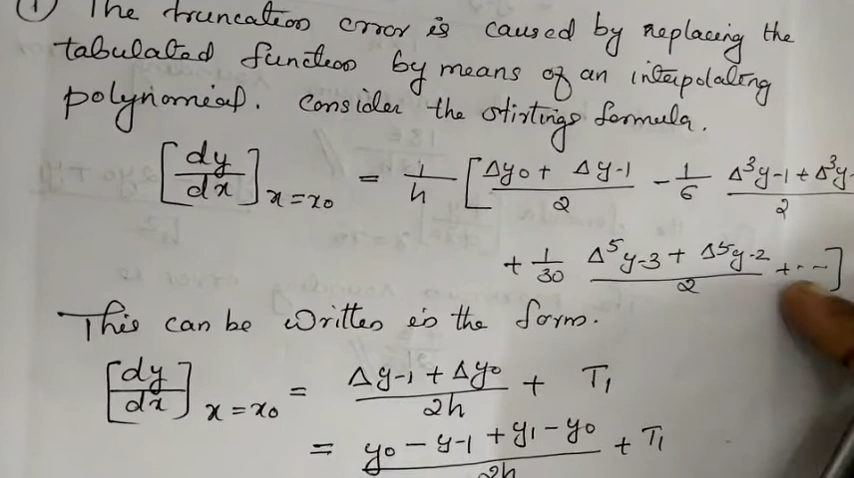 ① The truncation error is caused by replacing the
tabulated function by means of an interpolating
polynomial. Consider the stirtings formula.
[dy/dx]x=x0 = 1/h [Δy0 + Δy-1/2 - 1/6 Δ³y-1 + Δ³y-/2
+ 1/30 Δ⁵y-3 + Δ⁵y-2/2 + ...]
This can be written in the form.
[dy/dx]x=x0 = Δy-1 + Δy0/2h + T1
= y0 - y-1 + y1 - y0/2h + T1